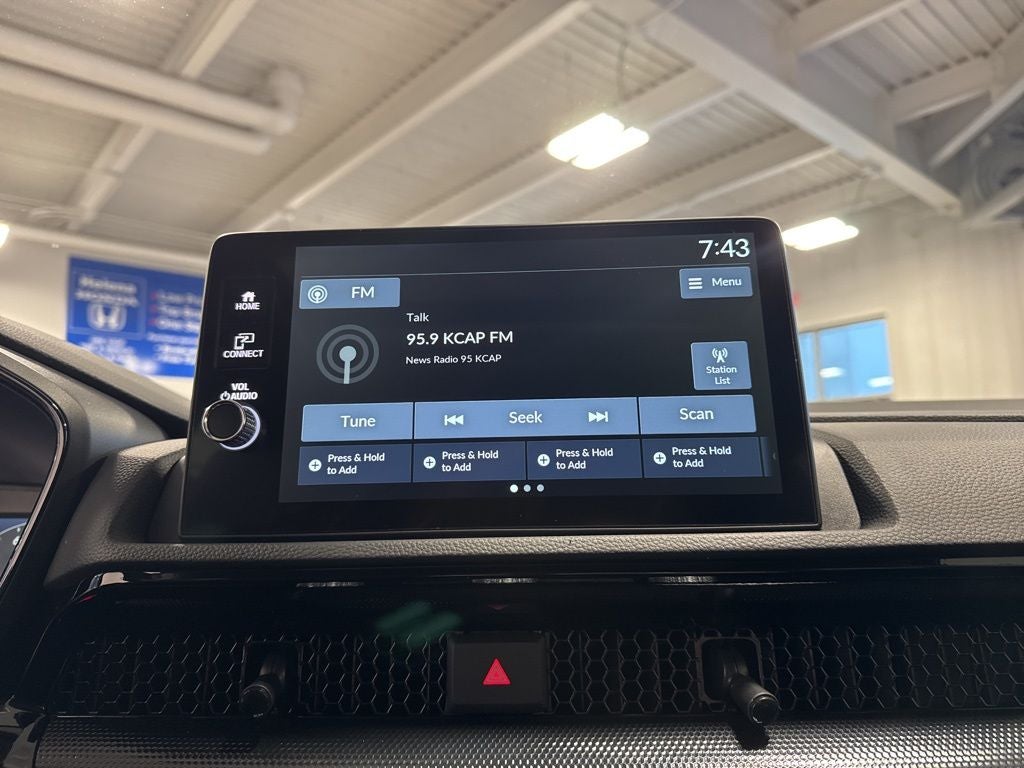 7:43
FM
Menu
Talk
95.9 KCAP FM
News Radio 95 KCAP
Station
List
Tune
Seek
Scan
Press & Hold
to Add
Press & Hold
to Add
Press & Hold
to Add
Press & Hold
to Add
HOME
CONNECT
VOL
AUDIO
Helena
HONDA